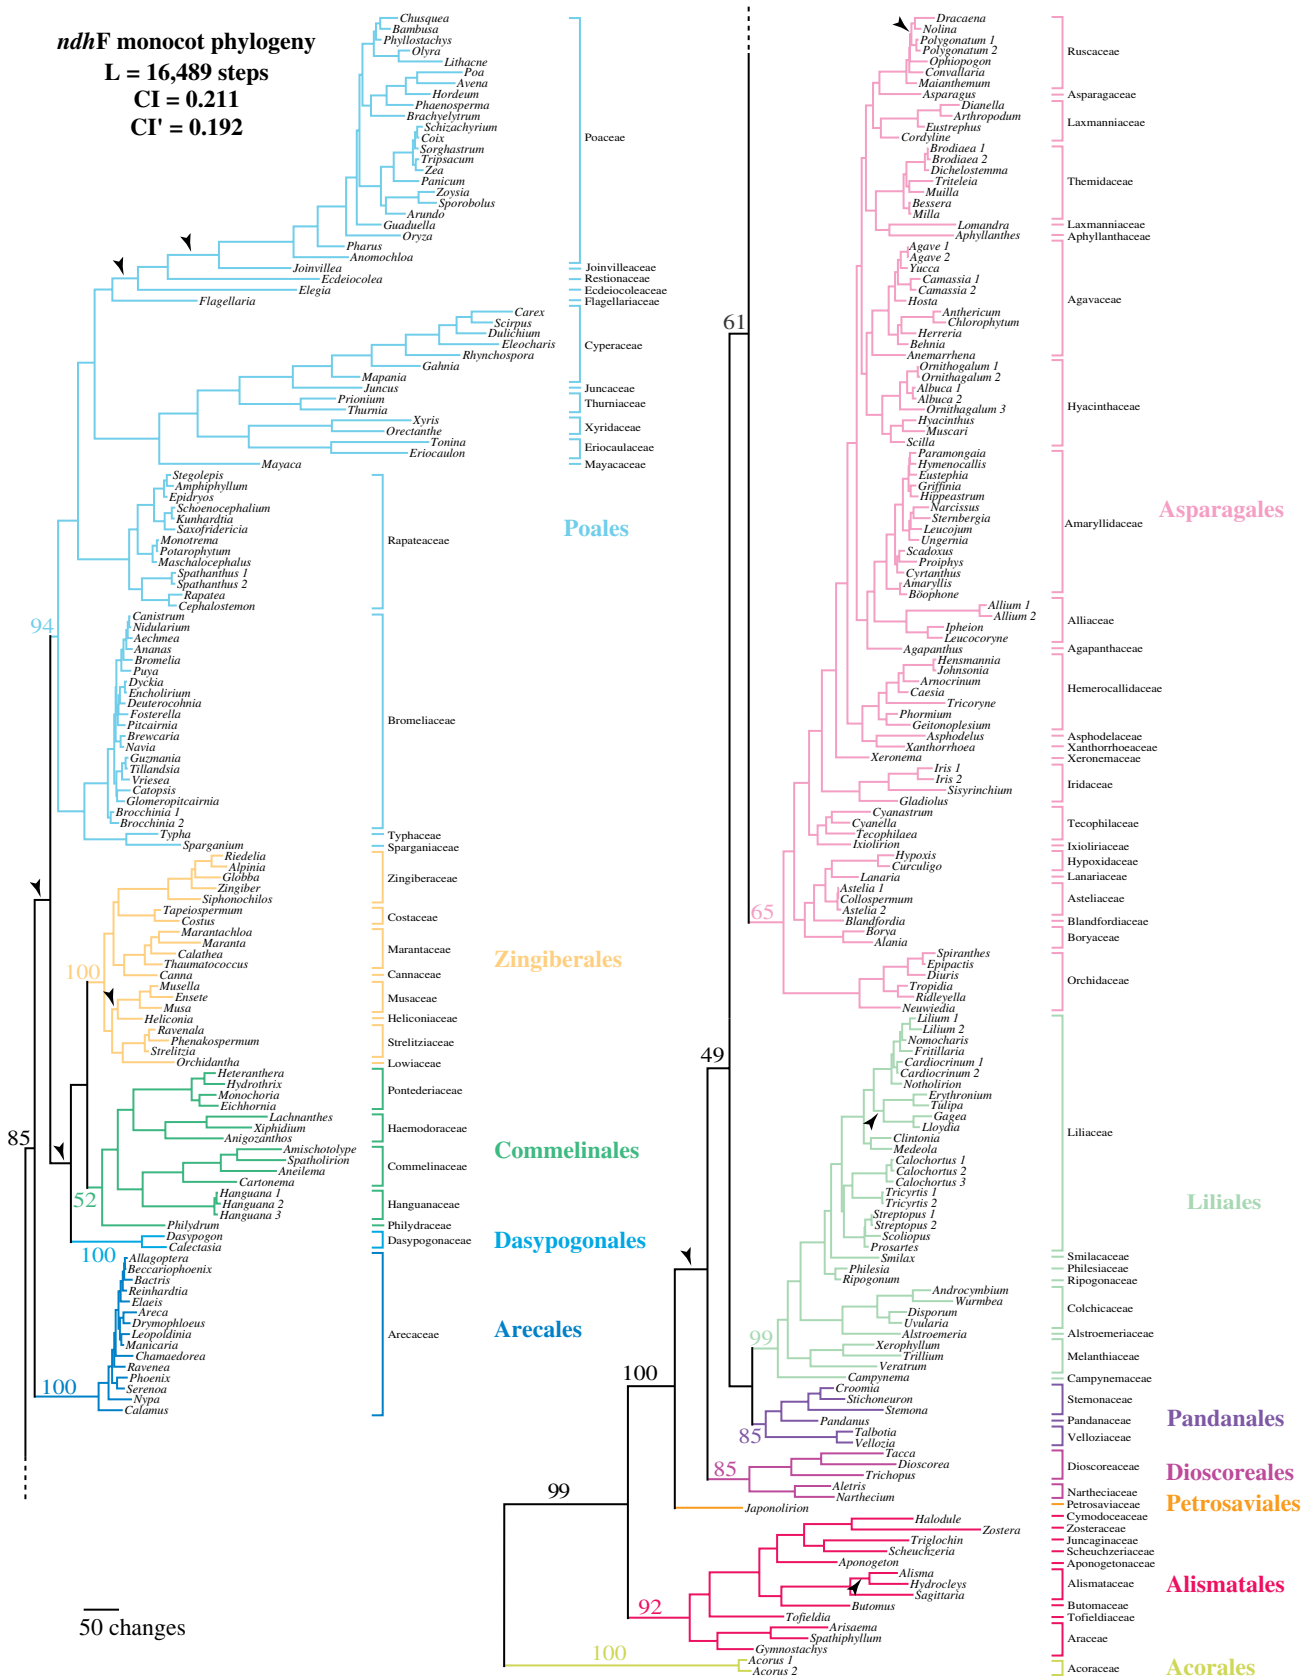 ndhF monocot phylogeny
L = 16,489 steps
CI = 0.211
CI' = 0.192
Chusquea
Bambusa
Phyllostachys
Olyra
Lithacne
Poa
Avena
Hordeum
Phaenosperma
Brachyelytrum
Schizachyrium
Coix
Sorghastrum
Tripsacum
Zea
Panicum
Zoysia
Sporobolus
Arundo
Guaduella
Oryza
Pharus
Anomochloa
Joinvillea
Ecdeiocolea
Elegia
Flagellaria
Poaceae
Joinvilleaceae
Restionaceae
Ecdeiocoleaceae
Flagellariaceae
Carex
Scirpus
Dulichium
Eleocharis
Rhynchospora
Gahnia
Mapania
Juncus
Prionium
Thurnia
Xyris
Orectanthe
Tonina
Eriocaulon
Mayaca
Cyperaceae
Juncaceae
Thurniaceae
Xyridaceae
Eriocaulaceae
Mayacaceae
Stegolepis
Amphiphyllum
Epidryos
Schoenocephalium
Kunhardtia
Saxofridericia
Monotrema
Potarophytum
Maschalocephalus
Spathanthus 1
Spathanthus 2
Rapatea
Cephalostemon
Rapateaceae
Poales
94
Canistrum
Nidularium
Aechmea
Ananas
Bromelia
Puya
Dyckia
Encholirium
Deuterocohnia
Fosterella
Pitcairnia
Brewcaria
Navia
Guzmania
Tillandsia
Vriesea
Catopsis
Glomeropitcairnia
Brocchinia 1
Brocchinia 2
Typha
Sparganium
Bromeliaceae
Typhaceae
Sparganiaceae
Riedelia
Alpinia
Globba
Zingiber
Siphonochilos
Tapeiospermum
Costus
Marantachloa
Maranta
Calathea
Thaumatococcus
Canna
Musella
Ensete
Musa
Heliconia
Ravenala
Phenakospermum
Strelitzia
Orchidantha
Zingiberaceae
Costaceae
Marantaceae
Cannaceae
Musaceae
Heliconiaceae
Strelitziaceae
Lowiaceae
Zingiberales
100
Heteranthera
Hydrothrix
Monochoria
Eichhornia
Lachnanthes
Xiphidium
Anigozanthos
Amischotolype
Spatholirion
Aneilema
Cartonema
Hanguana 1
Hanguana 2
Hanguana 3
Philydrum
Pontederiaceae
Haemodoraceae
Commelinaceae
Hanguanaceae
Philydraceae
Commelinales
85
52
Dasypogon
Calectasia
Dasypogonaceae
Dasypogonales
100
Allagoptera
Beccariophoenix
Bactris
Reinhardtia
Elaeis
Areca
Drymophloeus
Leopoldinia
Manicaria
Chamaedorea
Ravenea
Phoenix
Serenoa
Nypa
Calamus
Arecaceae
Arecales
100
50 changes
Dracaena
Nolina
Polygonatum 1
Polygonatum 2
Ophiopogon
Convallaria
Maianthemum
Asparagus
Dianella
Arthropodum
Eustrephus
Cordyline
Brodiaea 1
Brodiaea 2
Dichelostemma
Triteleia
Muilla
Bessera
Milla
Lomandra
Aphyllanthes
Agave 1
Agave 2
Yucca
Camassia 1
Camassia 2
Hosta
Anthericum
Chlorophytum
Herreria
Behnia
Anemarrhena
Ornithogalum 1
Ornithagalum 2
Albuca 1
Albuca 2
Ornithagalum 3
Hyacinthus
Muscari
Scilla
Paramongaia
Hymenocallis
Eustephia
Griffinia
Hippeastrum
Narcissus
Sternbergia
Leucojum
Ungernia
Scadoxus
Proiphys
Cyrtanthus
Amaryllis
Böophone
Allium 1
Allium 2
Ipheion
Leucocoryne
Agapanthus
Hensmannia
Johnsonia
Arnocrinum
Caesia
Tricoryne
Phormium
Geitonoplesium
Asphodelus
Xanthorrhoea
Xeronema
Iris 1
Iris 2
Sisyrinchium
Gladiolus
Cyanastrum
Cyanella
Tecophilaea
Ixiolirion
Hypoxis
Curculigo
Lanaria
Astelia 1
Collospermum
Astelia 2
Blandfordia
Borya
Alania
Spiranthes
Epipactis
Diuris
Tropidia
Ridleyella
Neuwiedia
Ruscaceae
Asparagaceae
Laxmanniaceae
Themidaceae
Laxmanniaceae
Aphyllanthaceae
Agavaceae
Hyacinthaceae
Amaryllidaceae
Alliaceae
Agapanthaceae
Hemerocallidaceae
Asphodelaceae
Xanthorrhoeaceae
Xeronemaceae
Iridaceae
Tecophilaceae
Ixioliriaceae
Hypoxidaceae
Lanariaceae
Asteliaceae
Blandfordiaceae
Boryaceae
Orchidaceae
Asparagales
61
65
Lilium 1
Lilium 2
Nomocharis
Fritillaria
Cardiocrinum 1
Cardiocrinum 2
Notholirion
Erythronium
Tulipa
Gagea
Lloydia
Clintonia
Medeola
Calochortus 1
Calochortus 2
Calochortus 3
Tricyrtis 1
Tricyrtis 2
Streptopus 1
Streptopus 2
Scoliopus
Prosartes
Smilax
Philesia
Ripogonum
Androcymbium
Wurmbea
Disporum
Uvularia
Alstroemeria
Xerophyllum
Trillium
Veratrum
Campynema
Liliaceae
Smilacaceae
Philesiaceae
Ripogonaceae
Colchicaceae
Alstroemeriaceae
Melanthiaceae
Campynemaceae
Liliales
49
99
Croomia
Stichoneuron
Stemona
Pandanus
Talbotia
Vellozia
Stemonaceae
Pandanaceae
Velloziaceae
Pandanales
100
85
Tacca
Dioscorea
Trichopus
Aletris
Narthecium
Dioscoreaceae
Nartheciaceae
Dioscoreales
85
Japonolirion
Petrosaviaceae
Petrosaviales
99
Halodule
Zostera
Triglochin
Scheuchzeria
Aponogeton
Alisma
Hydrocleys
Sagittaria
Butomus
Tofieldia
Arisaema
Spathiphyllum
Gymnostachys
Cymodoceaceae
Zosteraceae
Juncaginaceae
Scheuchzeriaceae
Aponogetonaceae
Alismataceae
Butomaceae
Tofieldiaceae
Araceae
Alismatales
92
Acorus 1
Acorus 2
Acoraceae
Acorales
100